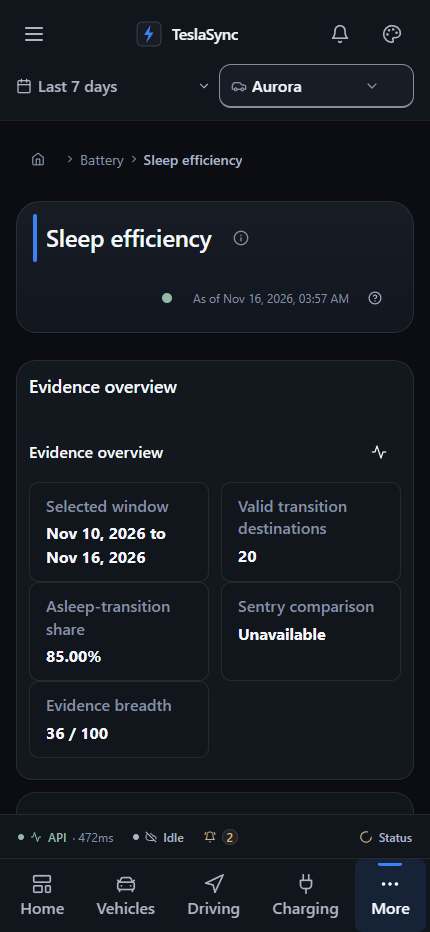 TeslaSync
Last 7 days
Aurora
Battery
Sleep efficiency
Sleep efficiency
As of Nov 16, 2026, 03:57 AM
Evidence overview
Evidence overview
Selected window
Nov 10, 2026 to
Nov 16, 2026
Valid transition
destinations
20
Asleep-transition
share
85.00%
Sentry comparison
Unavailable
Evidence breadth
36 / 100
API · 472ms
Idle
2
Status
Home
Vehicles
Driving
Charging
More